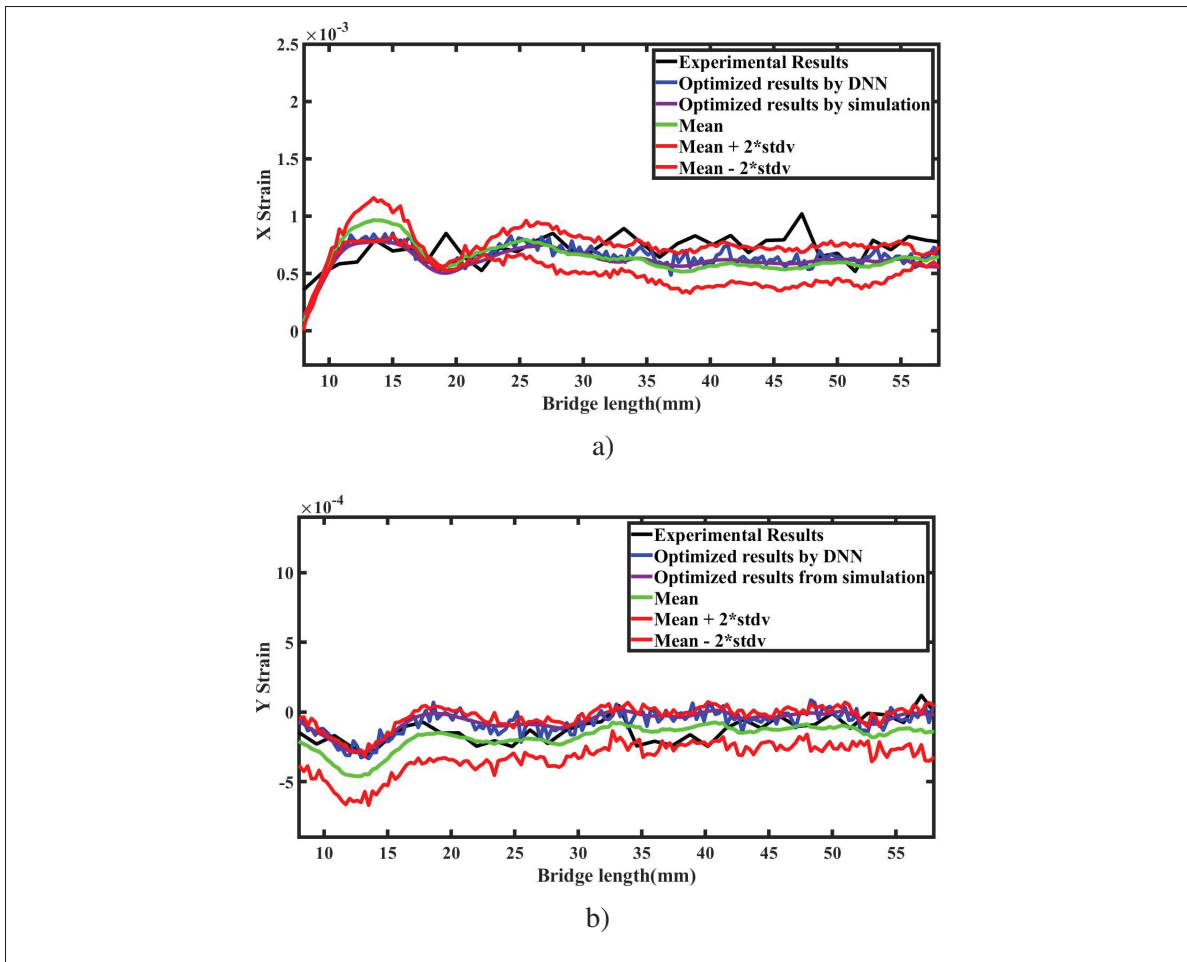 ×10⁻³
2.5
2
1.5
1
0.5
0
X Strain
Experimental Results
Optimized results by DNN
Optimized results by simulation
Mean
Mean + 2*stdv
Mean - 2*stdv
10 15 20 25 30 35 40 45 50 55
Bridge length(mm)
a)
×10⁻⁴
10
5
0
-5
Y Strain
Experimental Results
Optimized results by DNN
Optimized results from simulation
Mean
Mean + 2*stdv
Mean - 2*stdv
10 15 20 25 30 35 40 45 50 55
Bridge length(mm)
b)